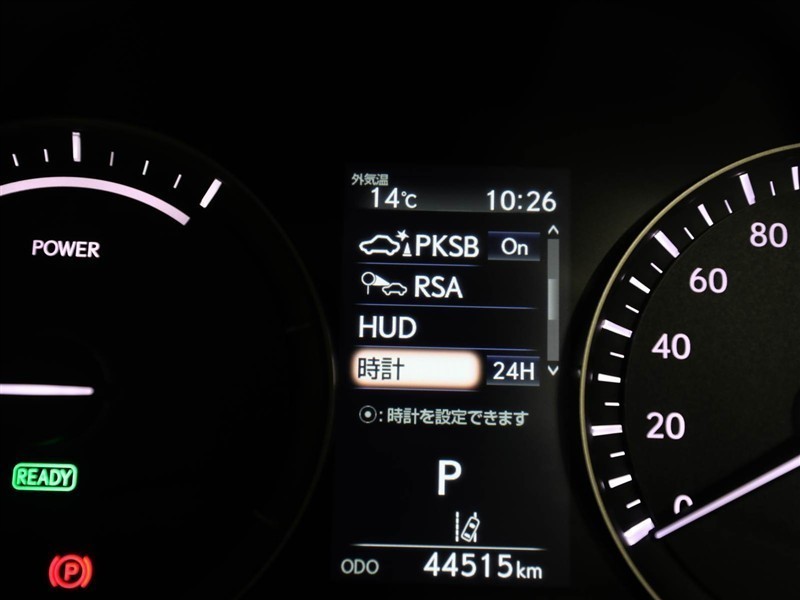 外気温
14℃ 10:26
PKSB On
RSA
HUD
時計 24H
⦿:時計を設定できます
P
ODO 44515km
POWER
READY
P
80
60
40
20
0